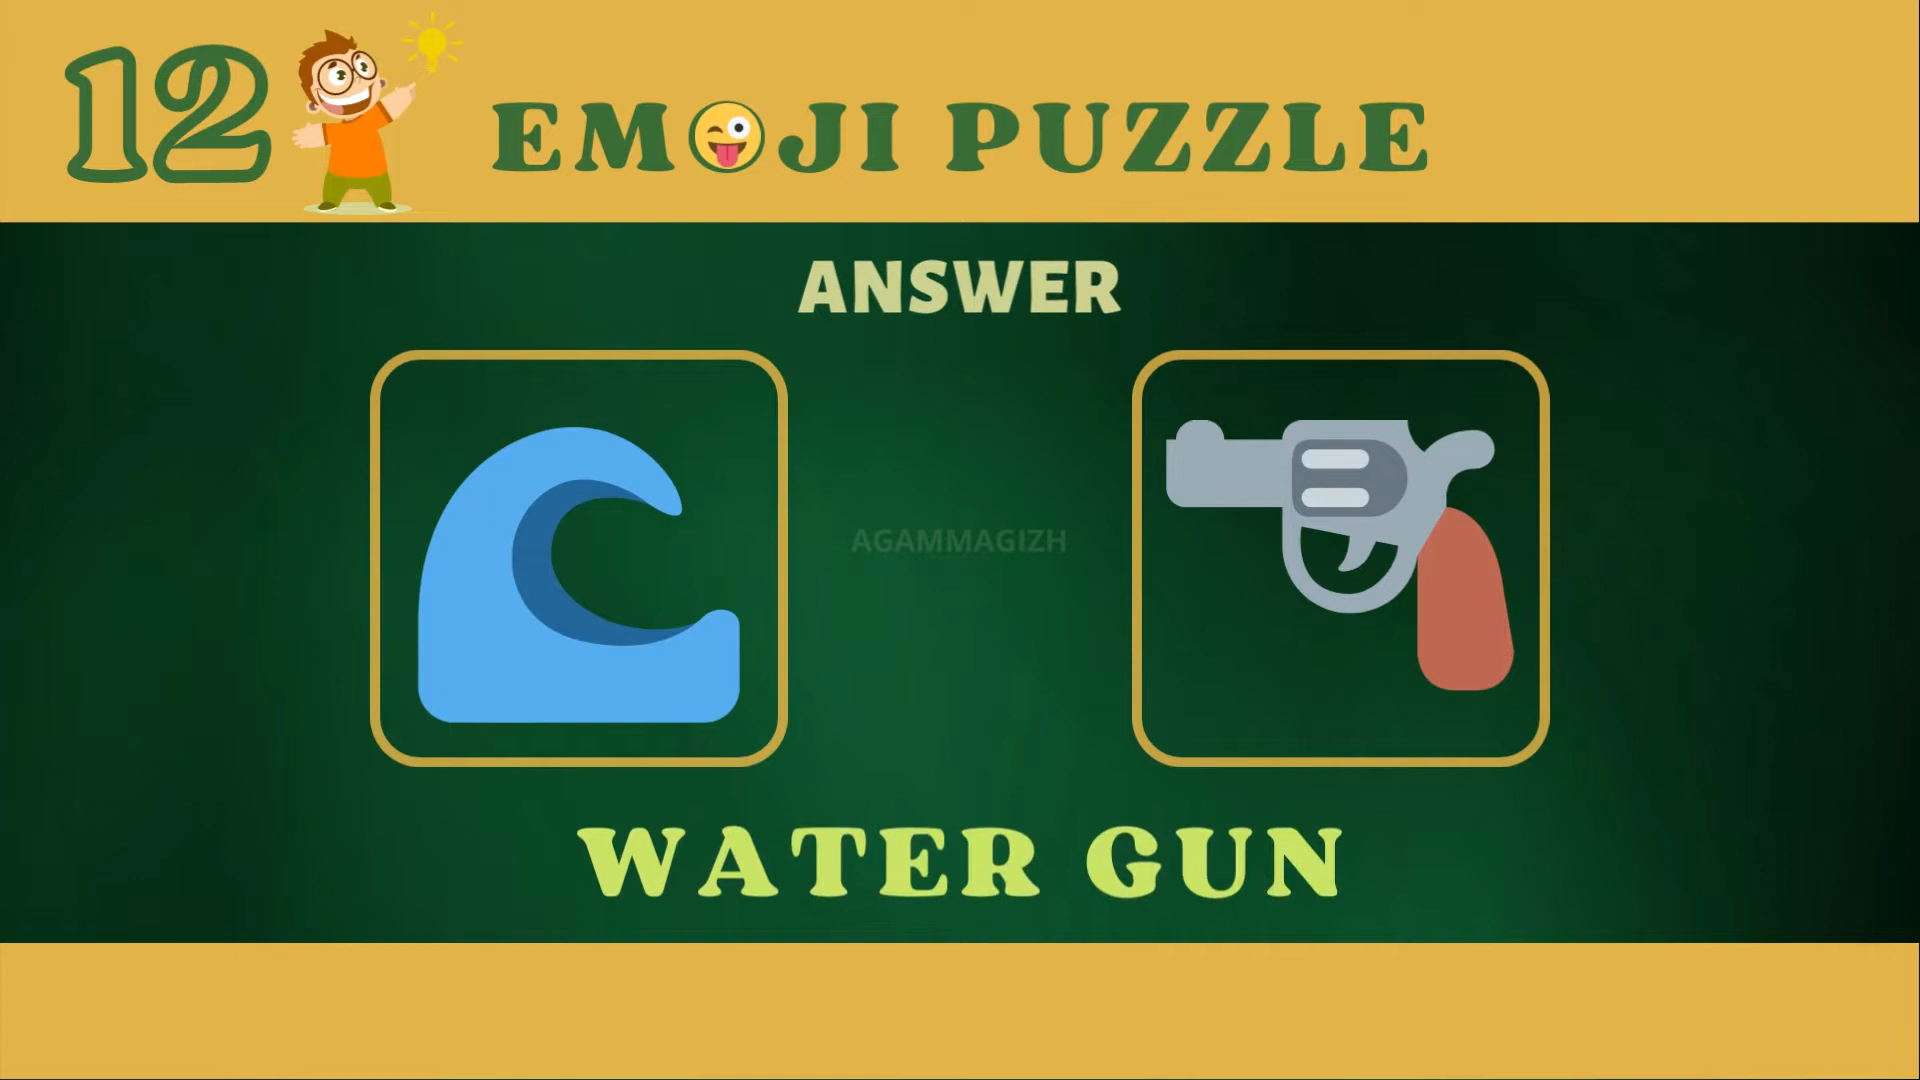 12
EMOJI PUZZLE
ANSWER
AGAMMAGIZH
WATER GUN